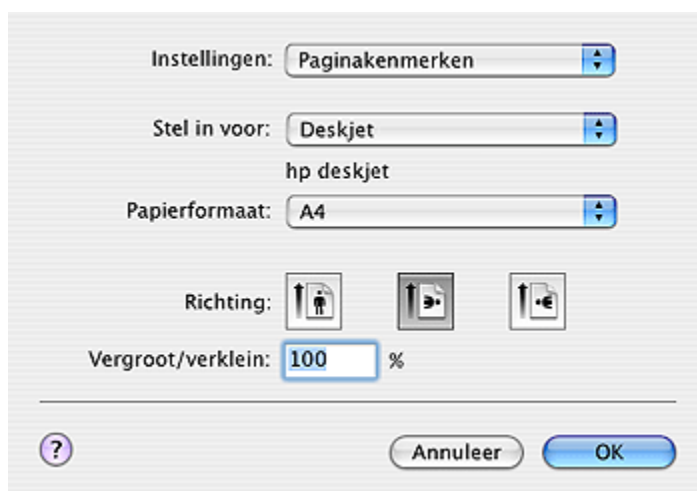 Instellingen: Paginakenmerken
Stel in voor: Deskjet
hp deskjet
Papierformaat: A4
Richting:
Vergroot/verklein: 100 %
? Annuleer OK